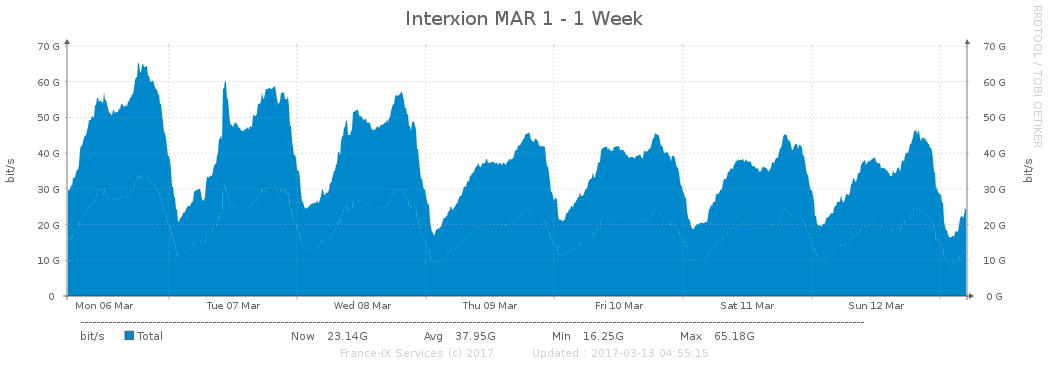 Interxion MAR 1 - 1 Week
RRDTOOL / TOBI OETIKER
70 G 70 G
60 G 60 G
50 G 50 G
40 G 40 G
30 G 30 G
20 G 20 G
10 G 10 G
0 0 G
bit/s
bit/s
Mon 06 Mar Tue 07 Mar Wed 08 Mar Thu 09 Mar Fri 10 Mar Sat 11 Mar Sun 12 Mar
bit/s Total Now 23.14G Avg 37.95G Min 16.25G Max 65.18G
France-IX Services (c) 2017 Updated : 2017-03-13 04:55:15